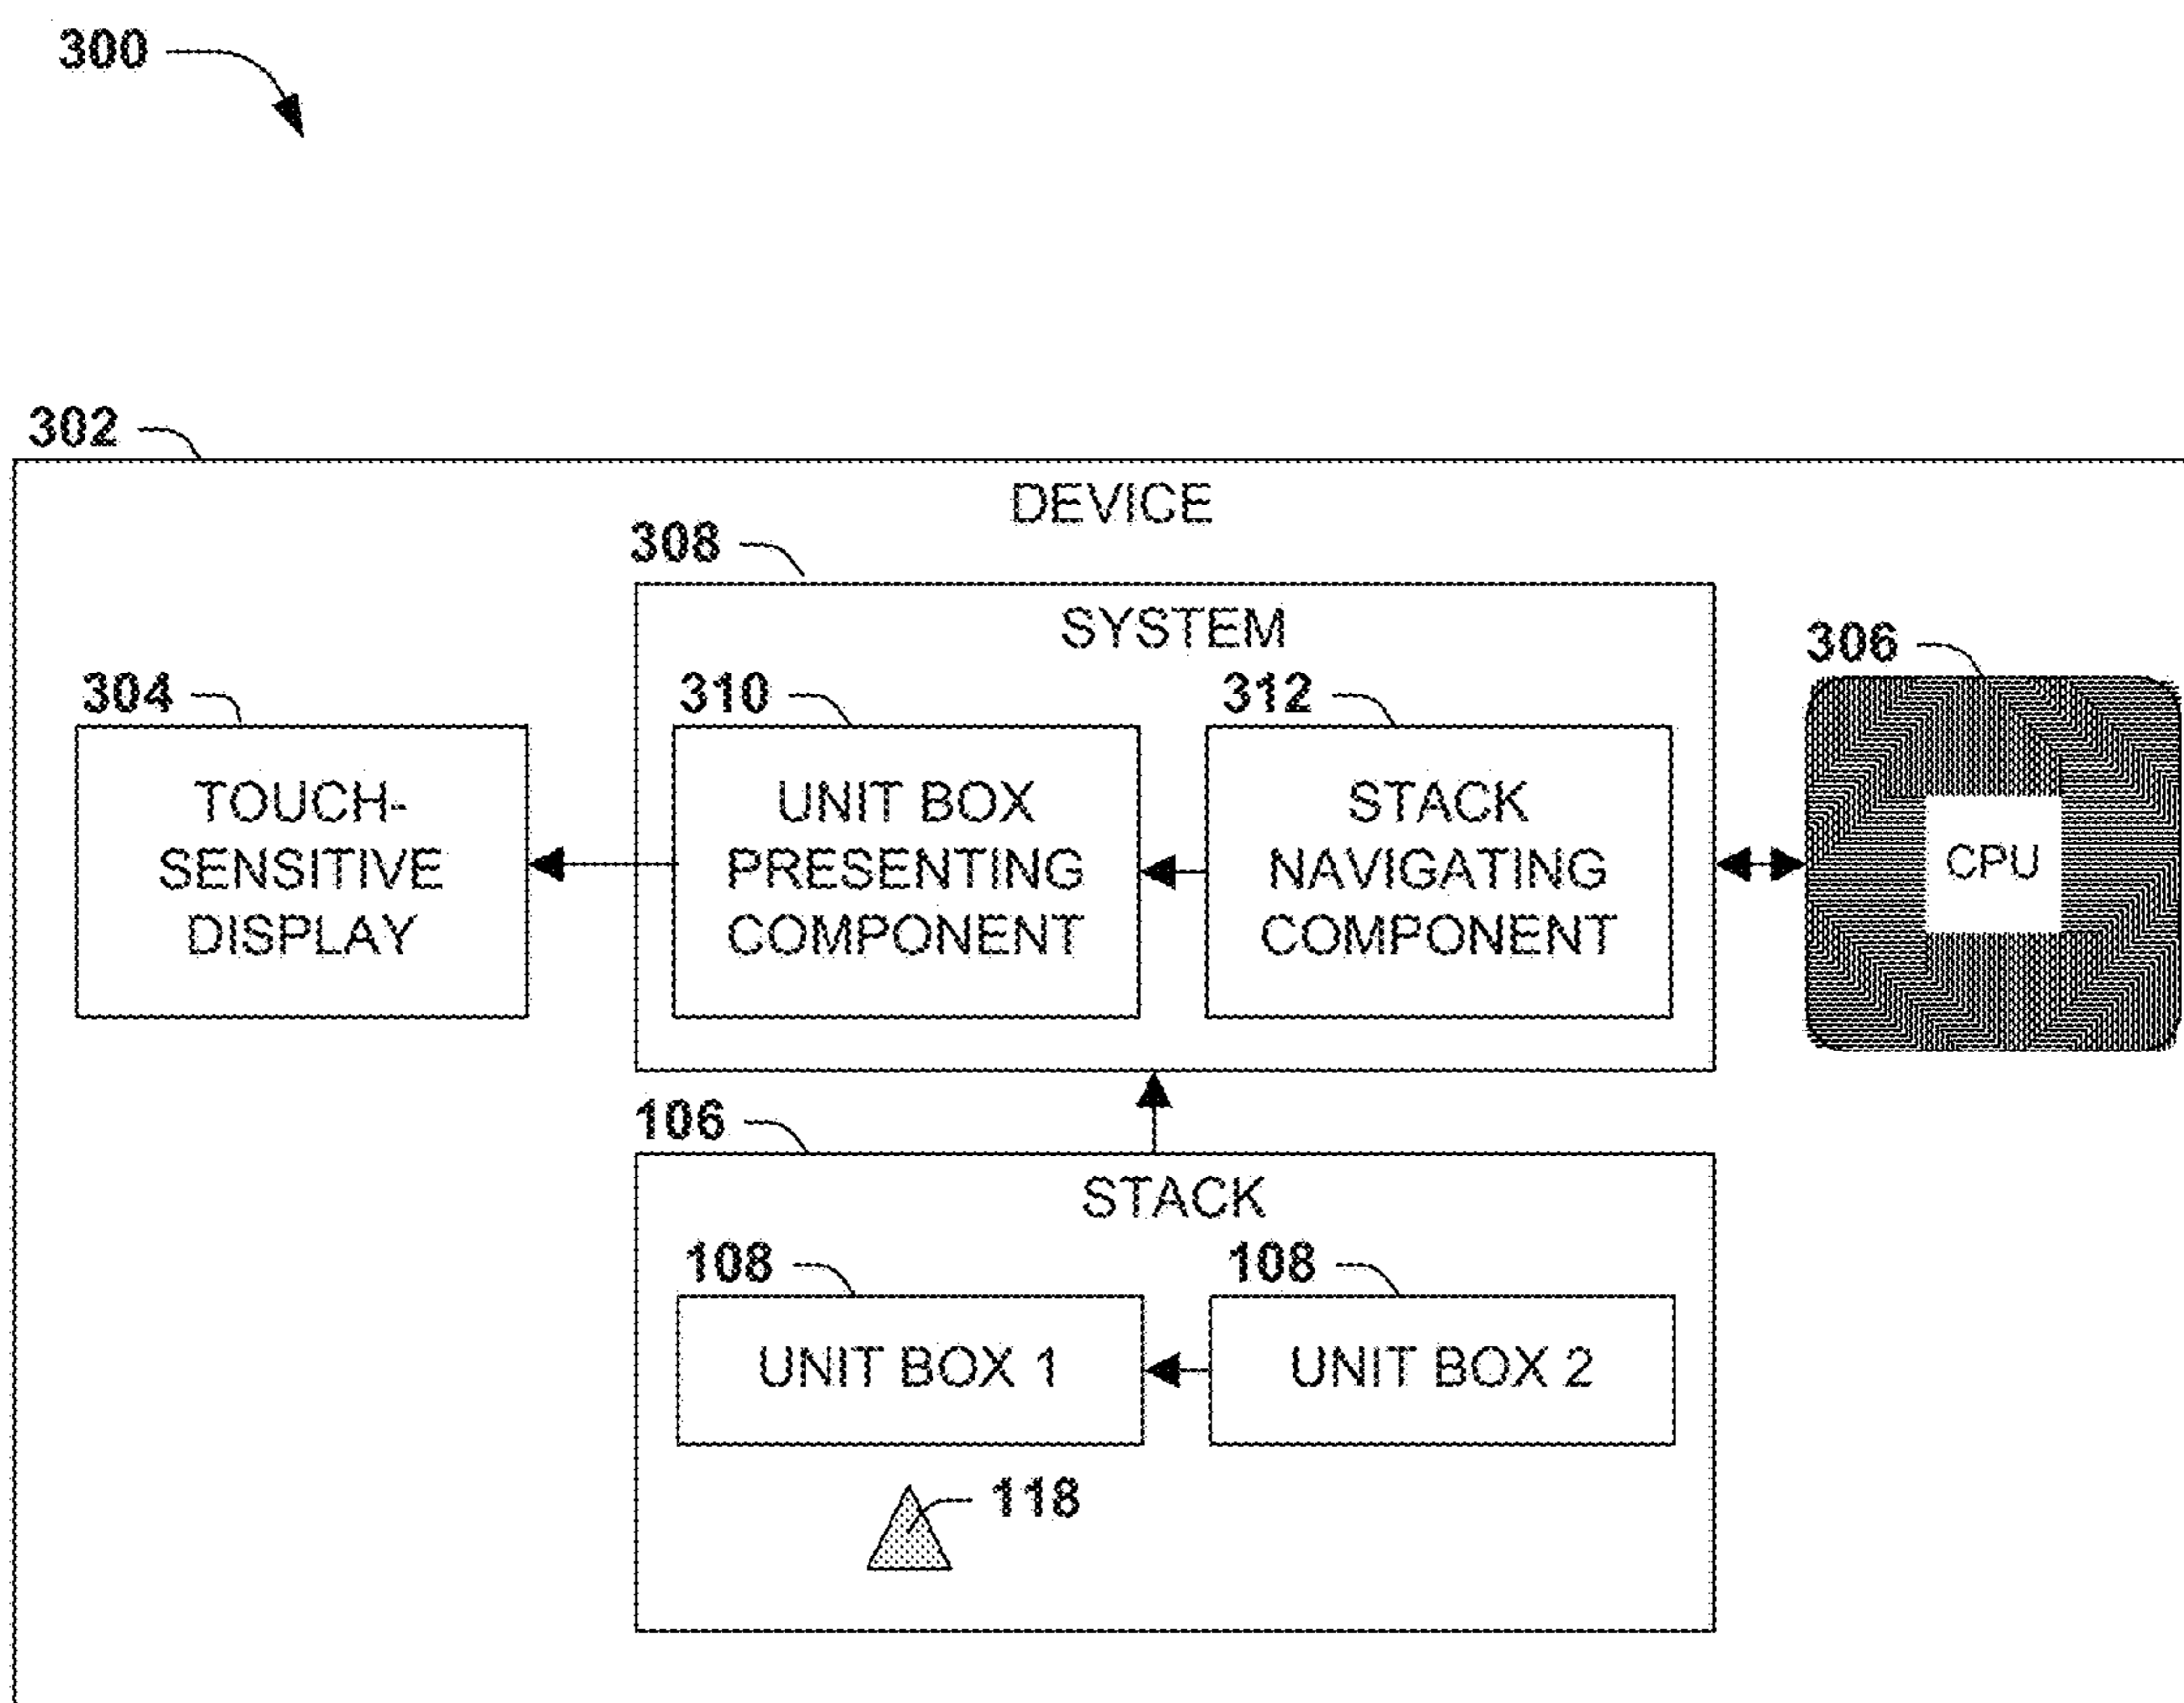 300
302
DEVICE
308
SYSTEM
306
304
310
312
TOUCH-
SENSITIVE
DISPLAY
UNIT BOX
PRESENTING
COMPONENT
STACK
NAVIGATING
COMPONENT
CPU
106
STACK
108
108
UNIT BOX 1
UNIT BOX 2
118